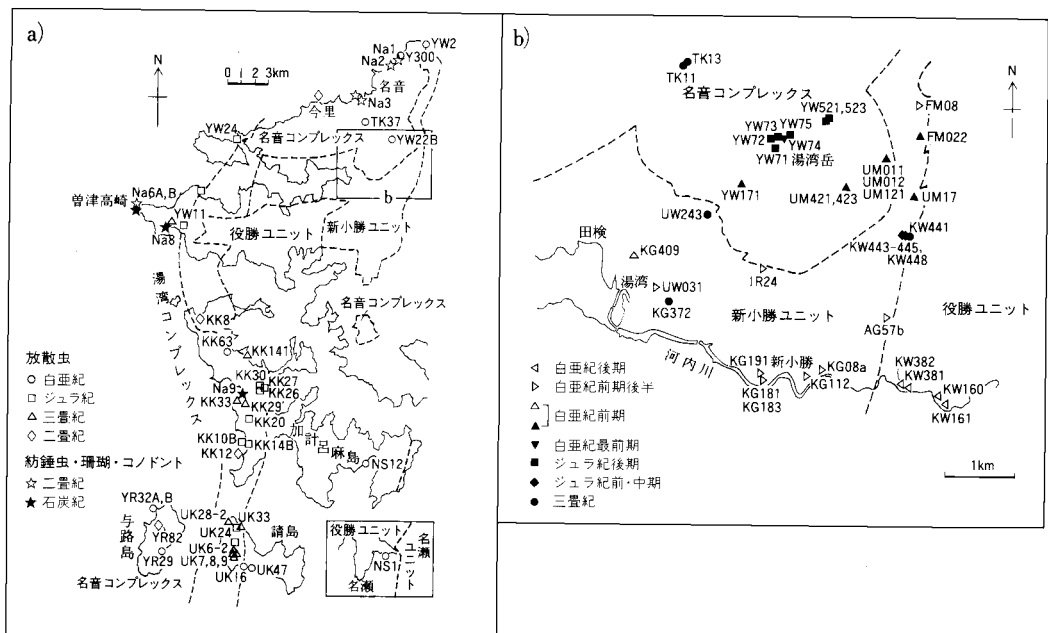 a)
N
0 1 2 3km
Na1
Na2
YW2
Y300
名音
Na3
今里
TK37
YW24
名音コンプレックス
YW22B
b
Na6A,B
曽津高崎
YW11
Na8
役勝ユニット
新小勝ユニット
湯湾コンプレックス
名音コンプレックス
KK8
KK63
KK141
KK30
KK27
Na9
KK26
KK33
KK29
KK20
加計呂麻島
KK10B
KK14B
KK12
NS12
放散虫
○ 白亜紀
□ ジュラ紀
△ 三畳紀
◇ 二畳紀
紡錘虫・珊瑚・コノドント
☆ 二畳紀
★ 石炭紀
YR32A,B
UK28-2
UK33
与路島
UK24
請島
YR82
UK6-2
YR29
UK7,8,9
名音コンプレックス
UK16
UK47
役勝ユニット
名瀬ユニット
NS1
名瀬
b)
N
TK13
TK11
名音コンプレックス
YW521,523
FM08
YW73
YW75
YW72
YW74
FM022
YW71
湯湾岳
UM011
UM012
UM121
YW171
UM421,423
UM17
UW243
KW441
KW443-445,
KW448
田検
KG409
湯湾
UW031
1R24
KG372
新小勝ユニット
役勝ユニット
AG57b
河内川
KG191
新小勝
KG08a
KG181
KG183
KG112
KW382
KW381
KW160
KW161
◁ 白亜紀後期
▷ 白亜紀前期後半
△
▲ 白亜紀前期
▼ 白亜紀最前期
■ ジュラ紀後期
◆ ジュラ紀前・中期
● 三畳紀
1km